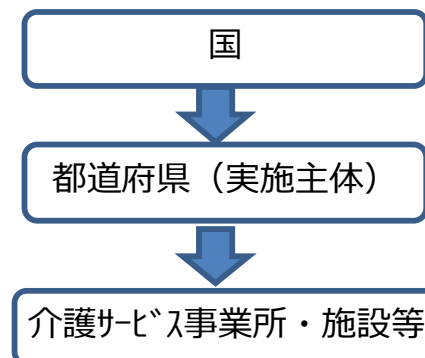 国
都道府県（実施主体）
介護ｻｰﾋﾞｽ事業所・施設等